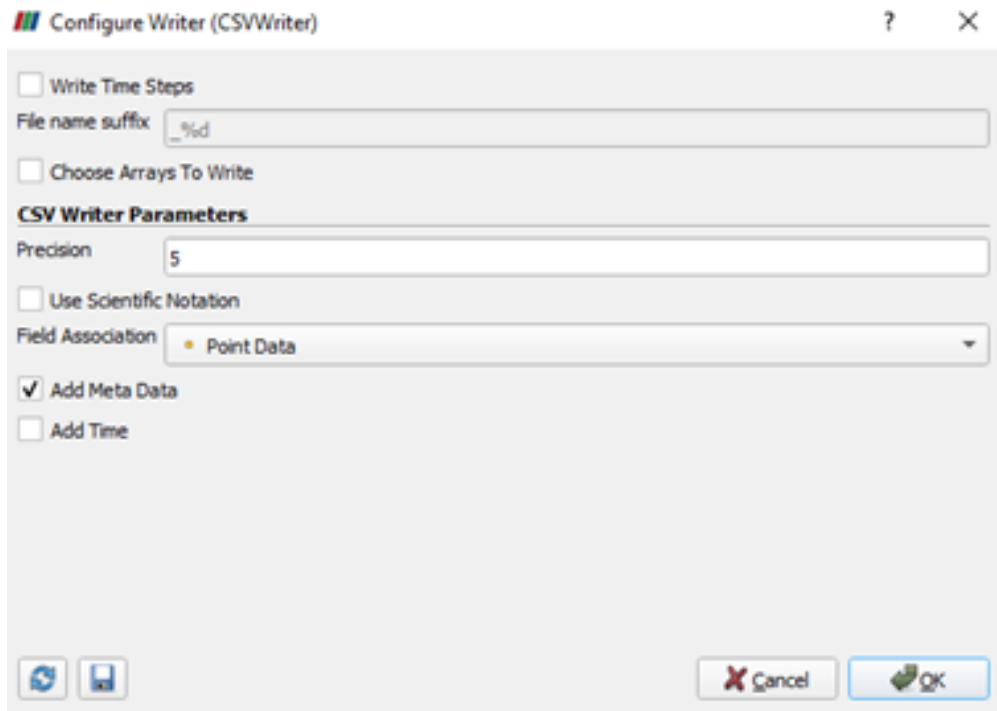 Configure Writer (CSVWriter) ?
Write Time Steps
File name suffix _%d
Choose Arrays To Write
CSV Writer Parameters
Precision 5
Use Scientific Notation
Field Association Point Data
Add Meta Data
Add Time
Cancel OK